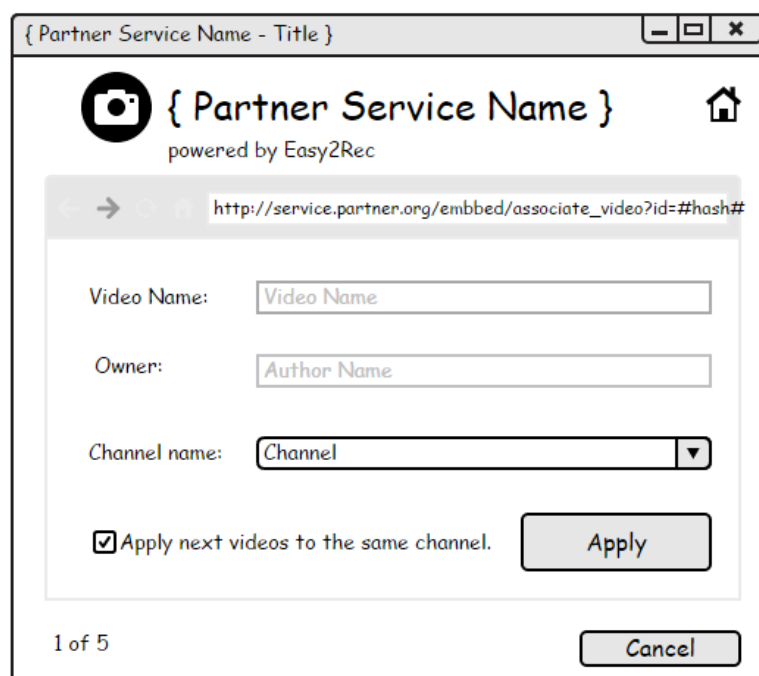 { Partner Service Name - Title }
{ Partner Service Name }
powered by Easy2Rec
http://service.partner.org/embbed/associate_video?id=#hash#
Video Name: Video Name
Owner: Author Name
Channel name: Channel
Apply next videos to the same channel. Apply
1 of 5 Cancel